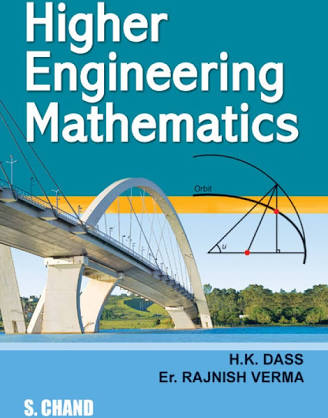 Higher
Engineering
Mathematics
Orbit
u
H.K. DASS
Er. RAJNISH VERMA
S. CHAND